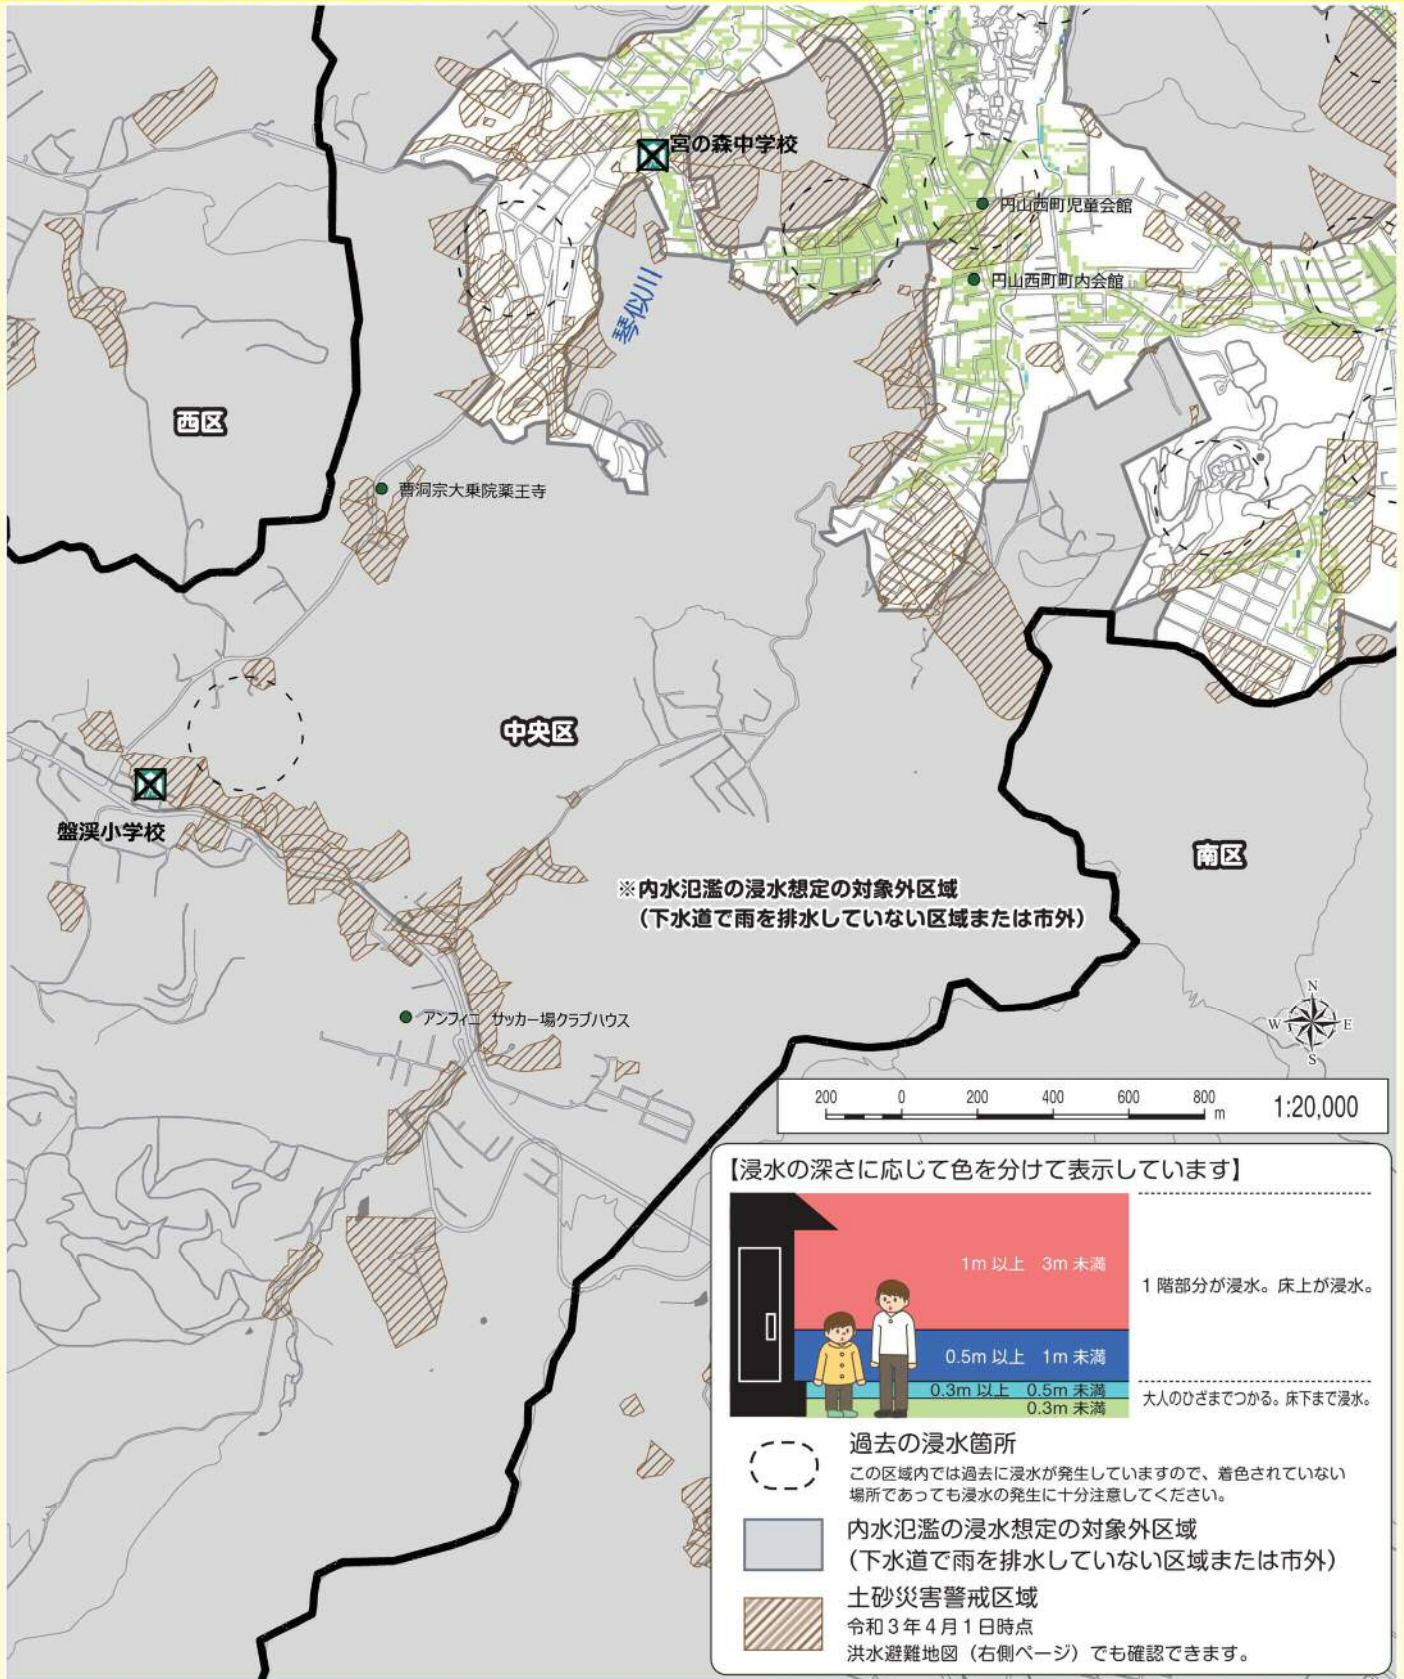 宮の森中学校
円山西町児童会館
円山西町町内会館
琴似川
西区
曹洞宗大乗院薬王寺
中央区
盤渓小学校
南区
※内水氾濫の浸水想定の対象外区域
(下水道で雨を排水していない区域または市外)
アンフィニ サッカー場クラブハウス
N
W E
S
200 0 200 400 600 800 m 1:20,000
【浸水の深さに応じて色を分けて表示しています】
1m 以上 3m 未満
1 階部分が浸水。床上が浸水。
0.5m 以上 1m 未満
0.3m 以上 0.5m 未満
大人のひざまでつかる。床下まで浸水。
0.3m 未満
過去の浸水箇所
この区域内では過去に浸水が発生していますので、着色されていない
場所であっても浸水の発生に十分注意してください。
内水氾濫の浸水想定の対象外区域
(下水道で雨を排水していない区域または市外)
土砂災害警戒区域
令和３年４月１日時点
洪水避難地図（右側ページ）でも確認できます。